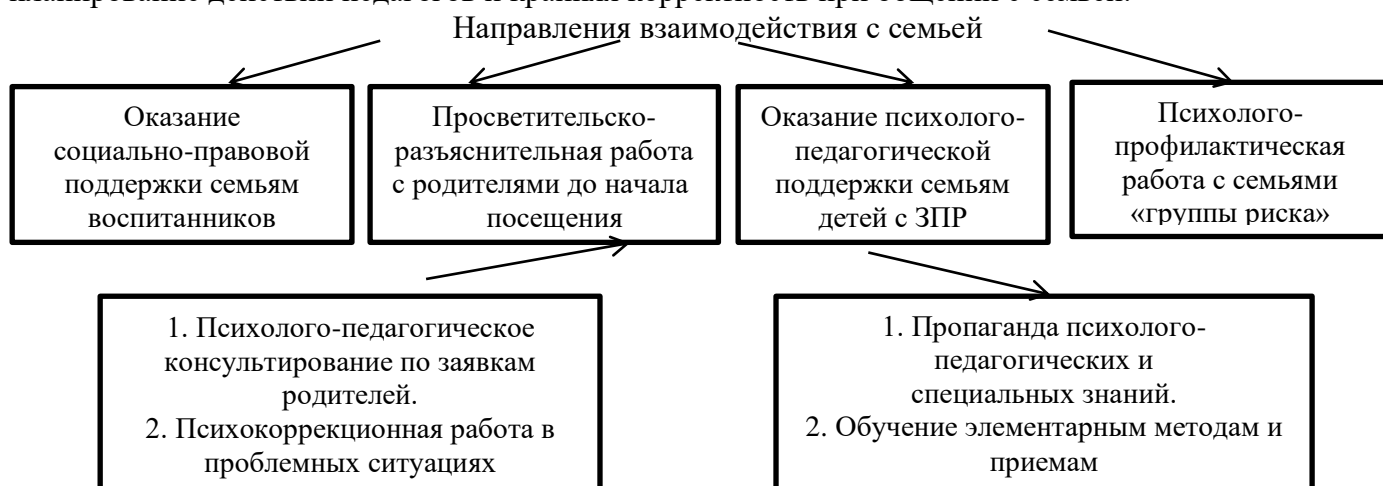 Направления взаимодействия с семьей
Оказание
социально-правовой
поддержки семьям
воспитанников
Просветительско-
разъяснительная работа
с родителями до начала
посещения
Оказание психолого-
педагогической
поддержки семьям
детей с ЗПР
Психолого-
профилактическая
работа с семьями
«группы риска»
1. Психолого-педагогическое
консультирование по заявкам
родителей.
2. Психокоррекционная работа в
проблемных ситуациях
1. Пропаганда психолого-
педагогических и
специальных знаний.
2. Обучение элементарным методам и
приемам